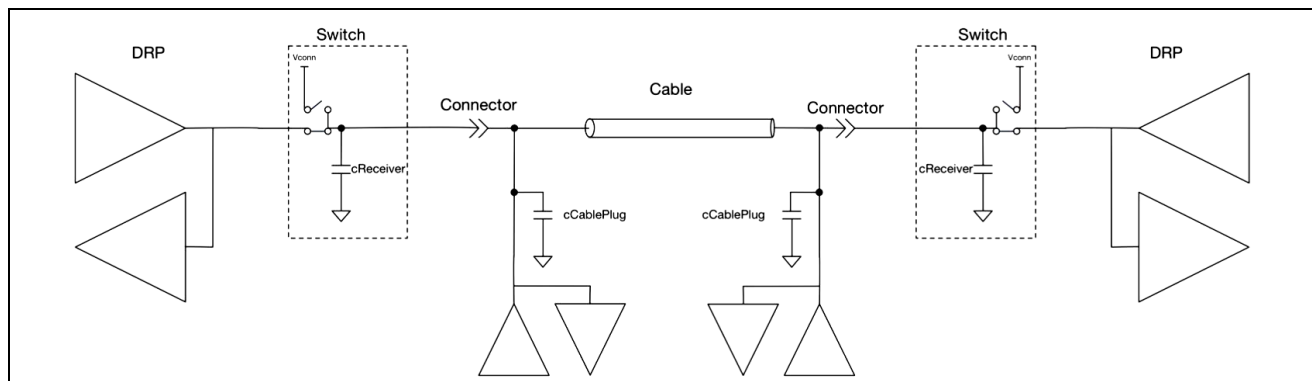 Switch
Switch
DRP
DRP
Vconn
Vconn
Cable
Connector
Connector
cReceiver
cReceiver
cCablePlug
cCablePlug